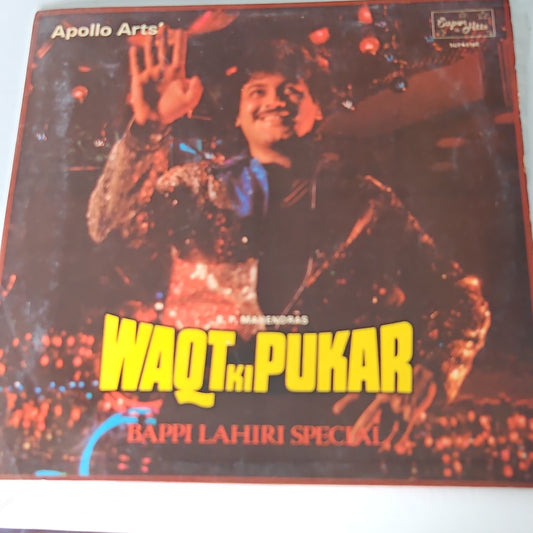 Apollo Arts'
Super Hits
S. P. MAHENDRAS
WAQT KI PUKAR
BAPPI LAHIRI SPECIAL